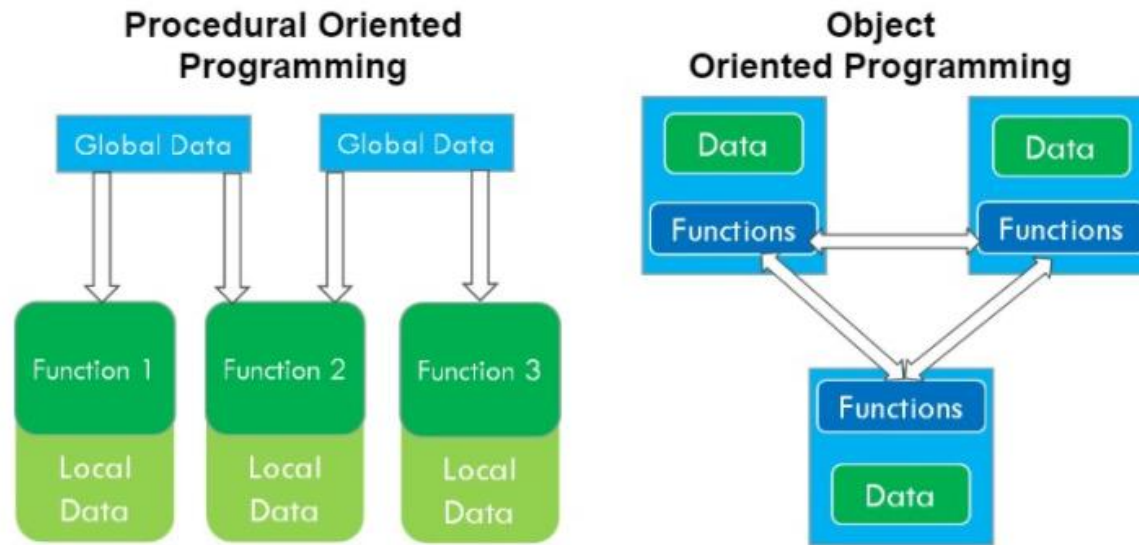 Procedural Oriented
Programming
Global Data
Global Data
Function 1
Function 2
Function 3
Local
Data
Local
Data
Local
Data
Object
Oriented Programming
Data
Data
Functions
Functions
Functions
Data